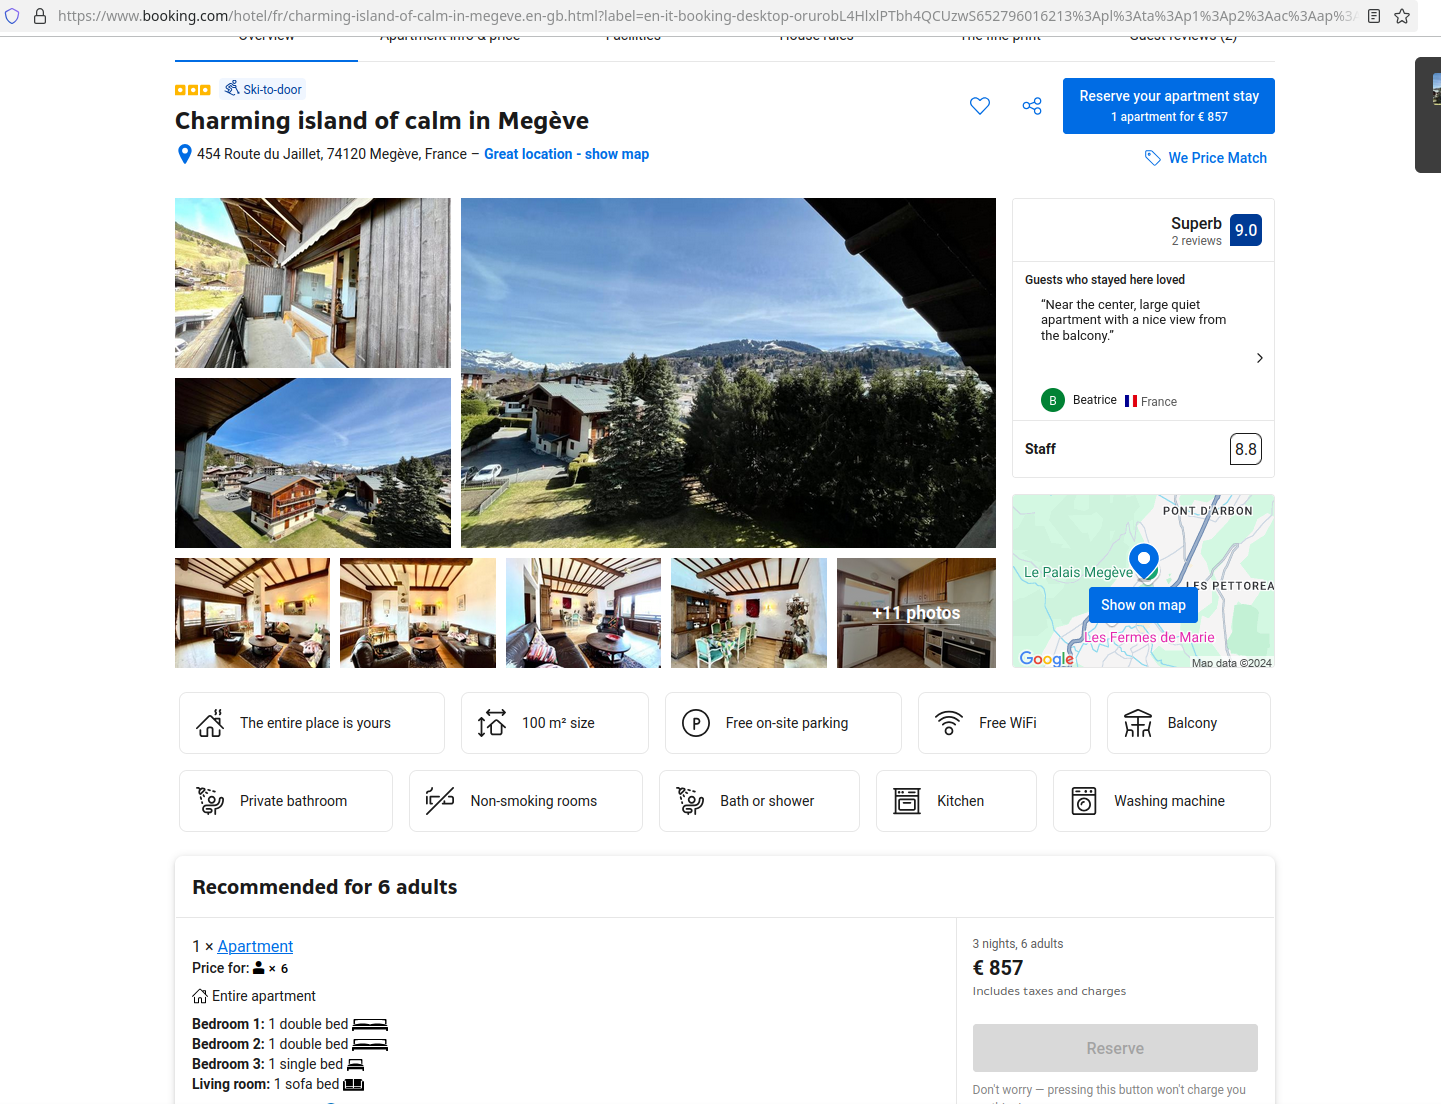 https://www.booking.com/hotel/fr/charming-island-of-calm-in-megeve.en-gb.html?label=en-it-booking-desktop-orurobL4HlxlPTbh4QCUzwS652796016213%3Apl%3Ata%3Ap1%3Ap2%3Aac%3Aap%3
Overview Apartment info & price Facilities House rules The fine print Guest reviews (2)
Ski-to-door
Charming island of calm in Megève
454 Route du Jaillet, 74120 Megève, France – Great location - show map
Reserve your apartment stay
1 apartment for € 857
We Price Match
Superb 9.0
2 reviews
Guests who stayed here loved
“Near the center, large quiet
apartment with a nice view from
the balcony.”
B Beatrice France
Staff 8.8
+11 photos
PONT D'ARBON
Le Palais Megève
LES PETTOREA
Show on map
Les Fermes de Marie
Google Map data ©2024
The entire place is yours
100 m² size
P Free on-site parking
Free WiFi
Balcony
Private bathroom
Non-smoking rooms
Bath or shower
Kitchen
Washing machine
Recommended for 6 adults
1 × Apartment
Price for: × 6
Entire apartment
Bedroom 1: 1 double bed
Bedroom 2: 1 double bed
Bedroom 3: 1 single bed
Living room: 1 sofa bed
3 nights, 6 adults
€ 857
Includes taxes and charges
Reserve
Don't worry — pressing this button won't charge you